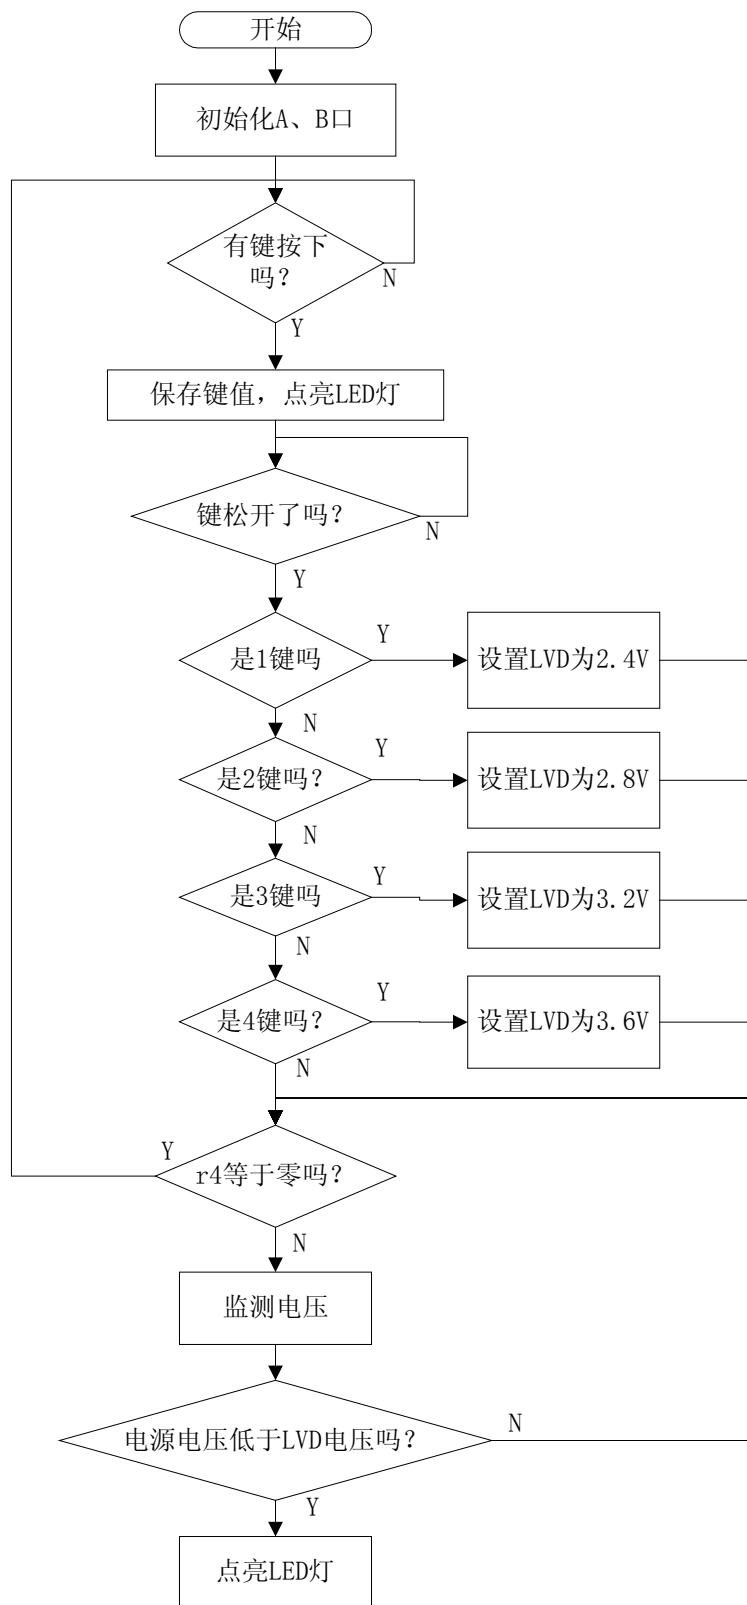 开始
初始化A、B口
有键按下
吗?
N
Y
保存键值，点亮LED灯
键松开了吗?
N
Y
是1键吗
Y
设置LVD为2.4V
N
是2键吗?
Y
设置LVD为2.8V
N
是3键吗
Y
设置LVD为3.2V
N
是4键吗?
Y
设置LVD为3.6V
N
Y
r4等于零吗?
N
监测电压
电源电压低于LVD电压吗?
N
Y
点亮LED灯